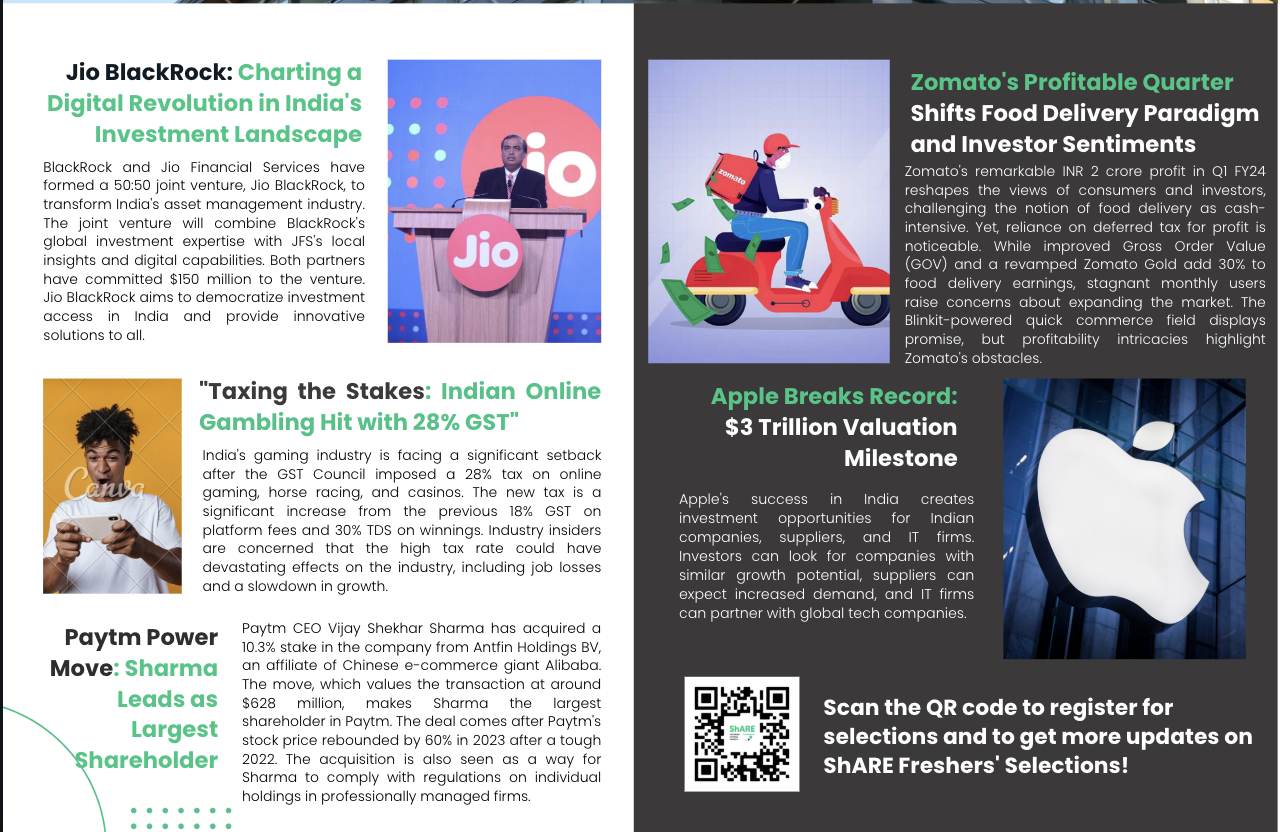 Jio BlackRock: Charting a
Digital Revolution in India's
Investment Landscape
BlackRock and Jio Financial Services have
formed a 50:50 joint venture, Jio BlackRock, to
transform India's asset management industry.
The joint venture will combine BlackRock's
global investment expertise with JFS's local
insights and digital capabilities. Both partners
have committed $150 million to the venture.
Jio BlackRock aims to democratize investment
access in India and provide innovative
solutions to all.
io
Jio
"Taxing the Stakes: Indian Online
Gambling Hit with 28% GST"
India's gaming industry is facing a significant setback
after the GST Council imposed a 28% tax on online
gaming, horse racing, and casinos. The new tax is a
significant increase from the previous 18% GST on
platform fees and 30% TDS on winnings. Industry insiders
are concerned that the high tax rate could have
devastating effects on the industry, including job losses
and a slowdown in growth.
Canva
Paytm Power
Move: Sharma
Leads as
Largest
Shareholder
Paytm CEO Vijay Shekhar Sharma has acquired a
10.3% stake in the company from Antfin Holdings BV,
an affiliate of Chinese e-commerce giant Alibaba.
The move, which values the transaction at around
$628 million, makes Sharma the largest
shareholder in Paytm. The deal comes after Paytm's
stock price rebounded by 60% in 2023 after a tough
2022. The acquisition is also seen as a way for
Sharma to comply with regulations on individual
holdings in professionally managed firms.
zomato
Zomato's Profitable Quarter
Shifts Food Delivery Paradigm
and Investor Sentiments
Zomato's remarkable INR 2 crore profit in Q1 FY24
reshapes the views of consumers and investors,
challenging the notion of food delivery as cash-
intensive. Yet, reliance on deferred tax for profit is
noticeable. While improved Gross Order Value
(GOV) and a revamped Zomato Gold add 30% to
food delivery earnings, stagnant monthly users
raise concerns about expanding the market. The
Blinkit-powered quick commerce field displays
promise, but profitability intricacies highlight
Zomato's obstacles.
Apple Breaks Record:
$3 Trillion Valuation
Milestone
Apple's success in India creates
investment opportunities for Indian
companies, suppliers, and IT firms.
Investors can look for companies with
similar growth potential, suppliers can
expect increased demand, and IT firms
can partner with global tech companies.
ShARE
Scan the QR code to register for
selections and to get more updates on
ShARE Freshers' Selections!